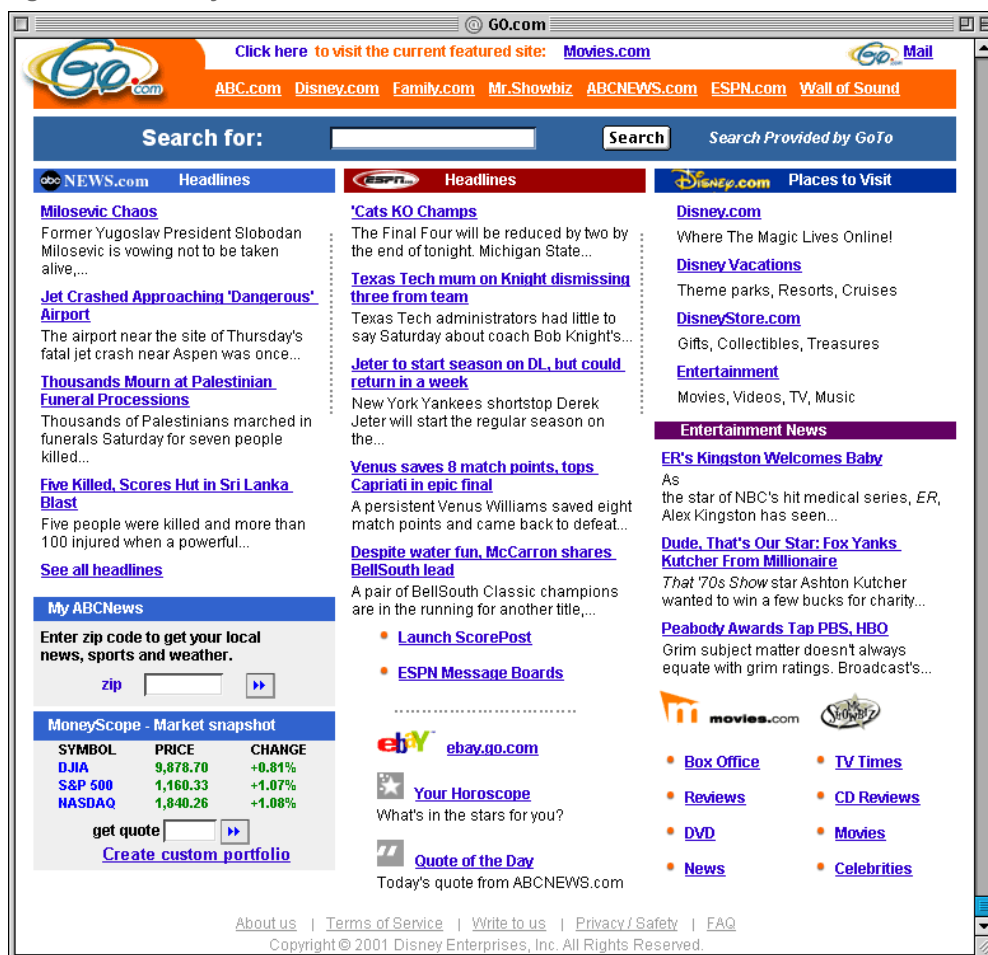 GO.com
Go.com
Click here to visit the current featured site: Movies.com
Go.com Mail
ABC.com Disney.com Family.com Mr.Showbiz ABCNEWS.com ESPN.com Wall of Sound
Search for: Search Search Provided by GoTo
abc NEWS.com Headlines
Milosevic Chaos
Former Yugoslav President Slobodan
Milosevic is vowing not to be taken
alive,...
Jet Crashed Approaching 'Dangerous'
Airport
The airport near the site of Thursday's
fatal jet crash near Aspen was once...
Thousands Mourn at Palestinian
Funeral Processions
Thousands of Palestinians marched in
funerals Saturday for seven people
killed...
Five Killed, Scores Hut in Sri Lanka
Blast
Five people were killed and more than
100 injured when a powerful...
See all headlines
My ABCNews
Enter zip code to get your local
news, sports and weather.
zip
MoneyScope - Market snapshot
SYMBOL PRICE CHANGE
DJIA 9,878.70 +0.81%
S&P 500 1,160.33 +1.07%
NASDAQ 1,840.26 +1.08%
get quote
Create custom portfolio
ESPN Headlines
'Cats KO Champs
The Final Four will be reduced by two by
the end of tonight. Michigan State...
Texas Tech mum on Knight dismissing
three from team
Texas Tech administrators had little to
say Saturday about coach Bob Knight's...
Jeter to start season on DL, but could
return in a week
New York Yankees shortstop Derek
Jeter will start the regular season on
the...
Venus saves 8 match points, tops
Capriati in epic final
A persistent Venus Williams saved eight
match points and came back to defeat...
Despite water fun, McCarron shares
BellSouth lead
A pair of BellSouth Classic champions
are in the running for another title,...
Launch ScorePost
ESPN Message Boards
ebaY ebay.go.com
Your Horoscope
What's in the stars for you?
Quote of the Day
Today's quote from ABCNEWS.com
Disney.com Places to Visit
Disney.com
Where The Magic Lives Online!
Disney Vacations
Theme parks, Resorts, Cruises
DisneyStore.com
Gifts, Collectibles, Treasures
Entertainment
Movies, Videos, TV, Music
Entertainment News
ER's Kingston Welcomes Baby
As
the star of NBC's hit medical series, ER,
Alex Kingston has seen...
Dude, That's Our Star: Fox Yanks
Kutcher From Millionaire
That '70s Show star Ashton Kutcher
wanted to win a few bucks for charity...
Peabody Awards Tap PBS, HBO
Grim subject matter doesn't always
equate with grim ratings. Broadcast's...
movies.com Mr. SHOWBIZ
Box Office TV Times
Reviews CD Reviews
DVD Movies
News Celebrities
About us | Terms of Service | Write to us | Privacy / Safety | FAQ
Copyright © 2001 Disney Enterprises, Inc. All Rights Reserved.